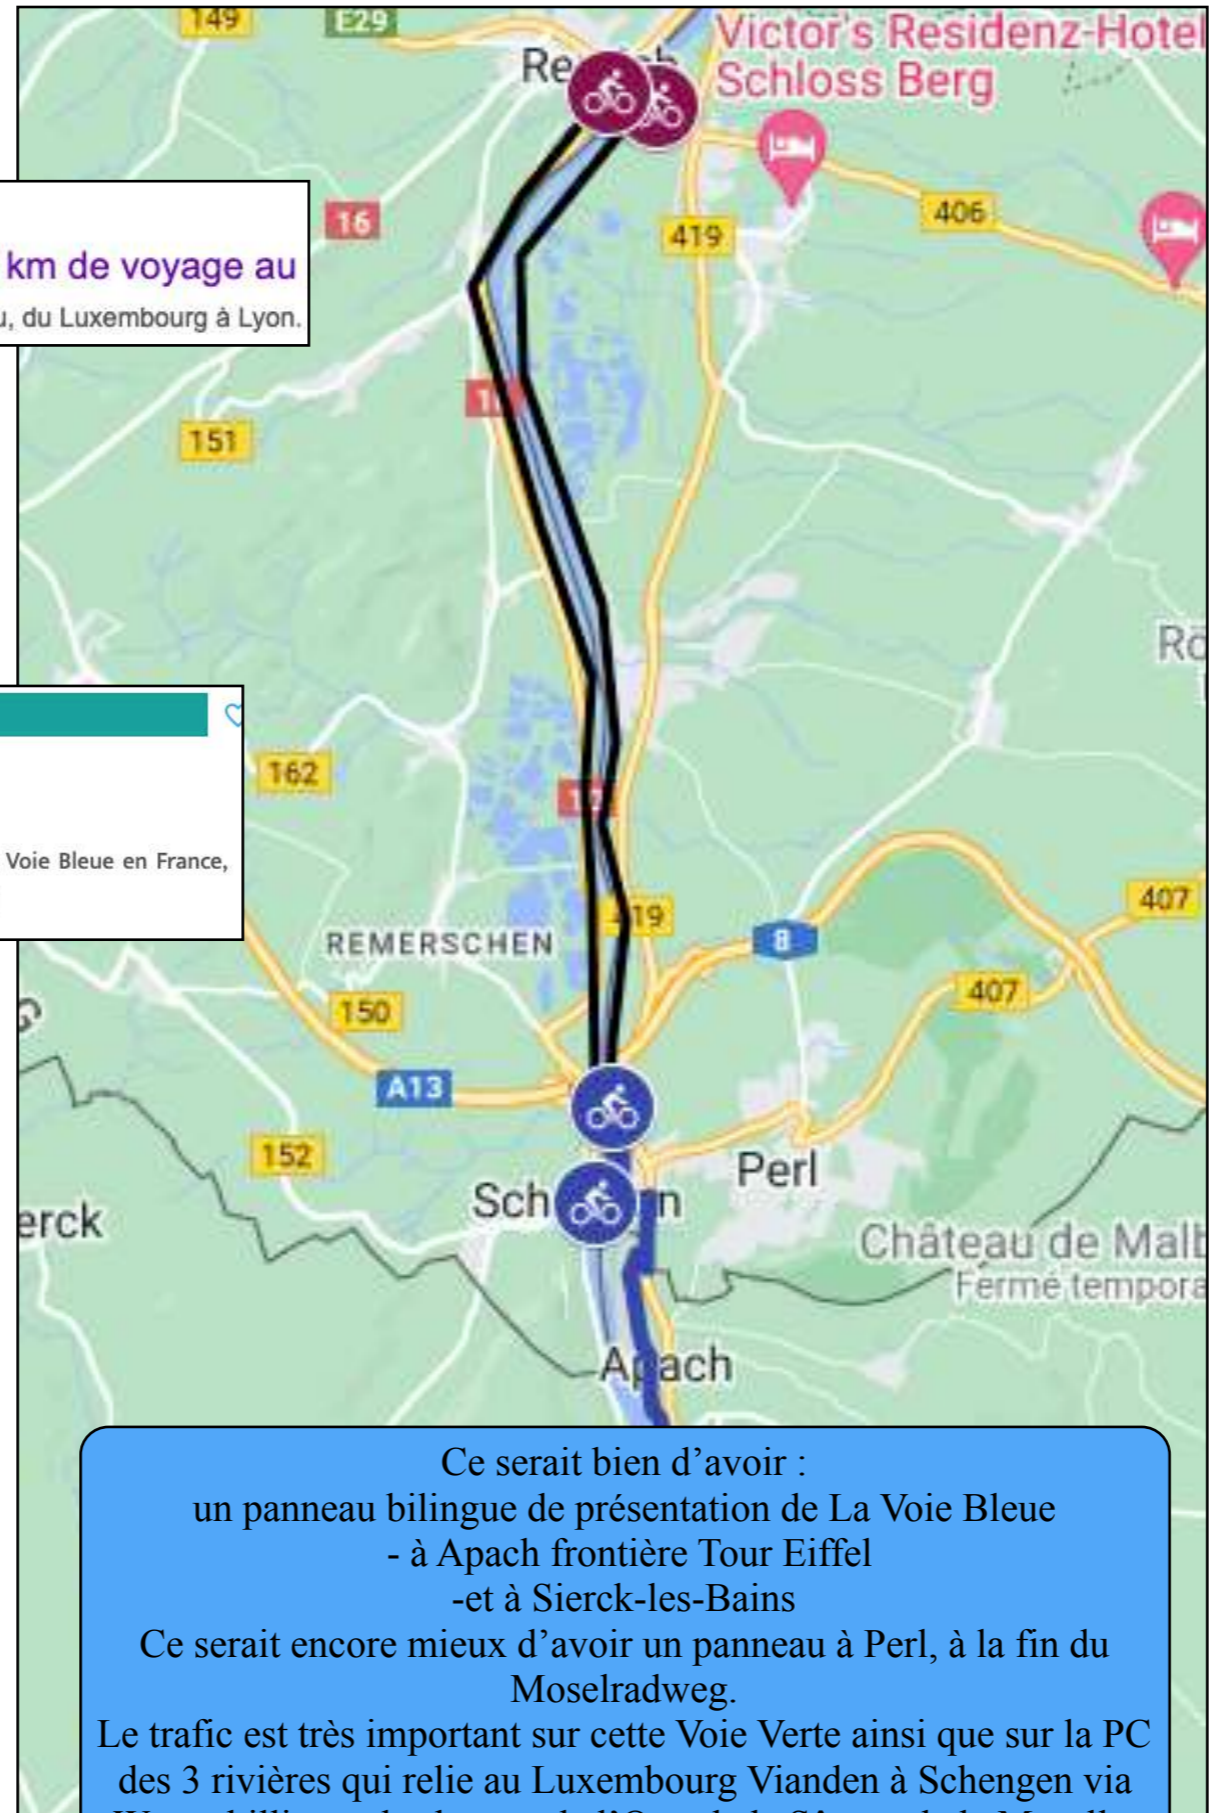 149
E29
Victor's Residenz-Hotel
Schloss Berg
Re
16
406
419
km de voyage au
u, du Luxembourg à Lyon.
151
162
Voie Bleue en France,
419
407
REMERSCHEN
8
407
150
A13
152
Perl
Sch n
erck
Château de Malb
Fermé tempora
Apach
Ce serait bien d’avoir :
un panneau bilingue de présentation de La Voie Bleue
- à Apach frontière Tour Eiffel
-et à Sierck-les-Bains
Ce serait encore mieux d’avoir un panneau à Perl, à la fin du
Moselradweg.
Le trafic est très important sur cette Voie Verte ainsi que sur la PC
des 3 rivières qui relie au Luxembourg Vianden à Schengen via